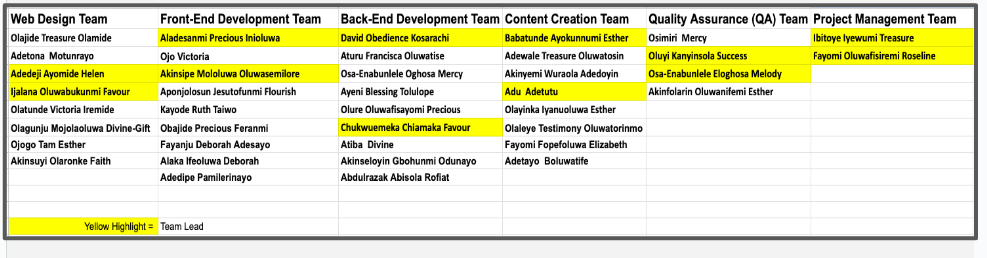 Web Design Team Front-End Development Team Back-End Development Team Content Creation Team Quality Assurance (QA) Team Project Management Team
Olajide Treasure Olamide Aladesanmi Precious Inioluwa David Obedience Kosarachi Babatunde Ayokunnumi Esther Osimiri Mercy Ibitoye Iyewumi Treasure
Adetona Motunrayo Ojo Victoria Aturu Francisca Oluwatise Adewale Treasure Oluwatosin Oluyi Kanyinsola Success Fayomi Oluwafisiremi Roseline
Adedeji Ayomide Helen Akinsipe Mololuwa Oluwasemilore Osa-Enabunlele Oghosa Mercy Akinyemi Wuraola Adedoyin Osa-Enabunlele Eloghosa Melody
Ijalana Oluwabukunmi Favour Aponjolosun Jesutofunmi Flourish Ayeni Blessing Tolulope Adu Adetutu Akinfolarin Oluwanifemi Esther
Olatunde Victoria Iremide Kayode Ruth Taiwo Olure Oluwafisayomi Precious Olayinka Iyanuoluwa Esther
Olagunju Mojolaoluwa Divine-Gift Obajide Precious Feranmi Chukwuemeka Chiamaka Favour Olaleye Testimony Oluwatorinmo
Ojogo Tam Esther Fayanju Deborah Adesayo Atiba Divine Fayomi Fopefoluwa Elizabeth
Akinsuyi Olaronke Faith Alaka Ifeoluwa Deborah Akinseloyin Gbohunmi Odunayo Adetayo Boluwatife
Adedipe Pamilerinayo Abdulrazak Abisola Rofiat
Yellow Highlight = Team Lead